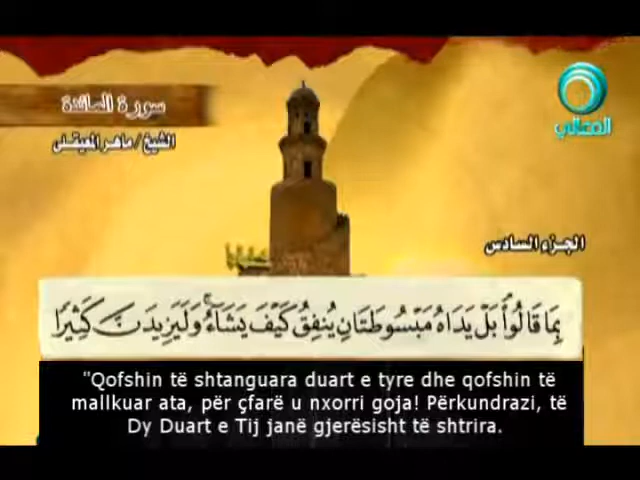 سورة المائدة
الشيخ / ماهر المعيقلى
المعالي
الجزء السادس
بِمَا قَالُواْ بَلْ يَدَاهُ مَبْسُوطَتَانِ يُنفِقُ كَيْفَ يَشَآءُ وَلَيَزِيدَنَّ كَثِيرًا
"Qofshin të shtanguara duart e tyre dhe qofshin të
mallkuar ata, për çfarë u nxorri goja! Përkundrazi, të
Dy Duart e Tij janë gjerësisht të shtrira.